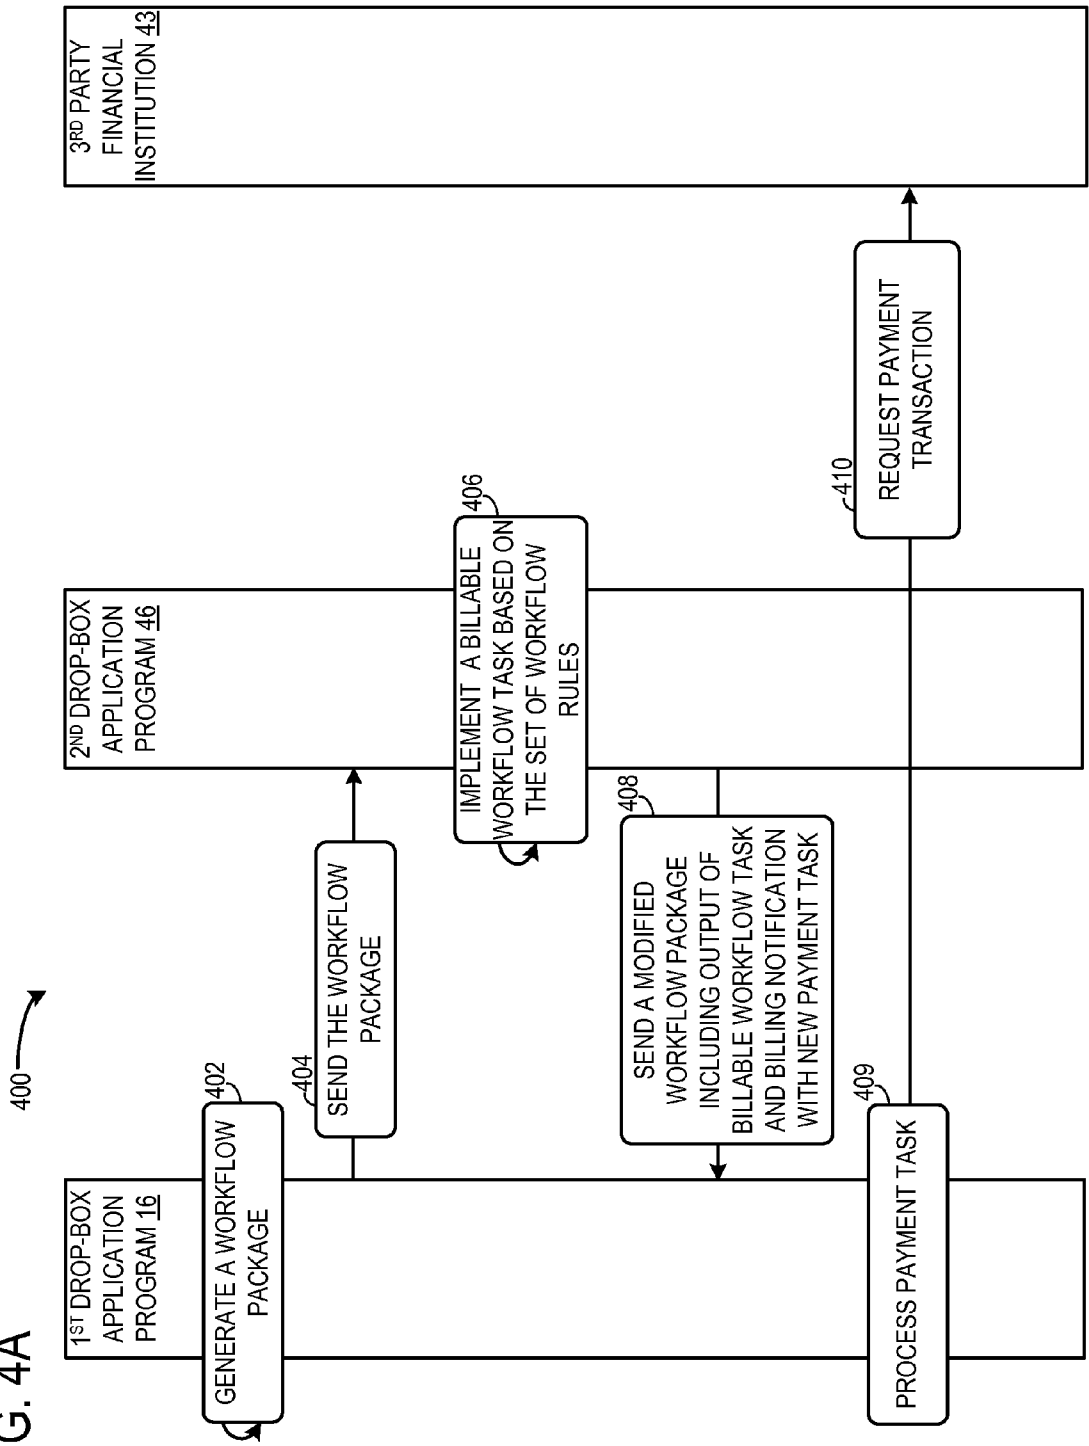 G. 4A
400
1ST DROP-BOX
APPLICATION
PROGRAM 16
2ND DROP-BOX
APPLICATION
PROGRAM 46
3RD PARTY
FINANCIAL
INSTITUTION 43
402
GENERATE A WORKFLOW
PACKAGE
404
SEND THE WORKFLOW
PACKAGE
406
IMPLEMENT A BILLABLE
WORKFLOW TASK BASED ON
THE SET OF WORKFLOW
RULES
408
SEND A MODIFIED
WORKFLOW PACKAGE
INCLUDING OUTPUT OF
BILLABLE WORKFLOW TASK
AND BILLING NOTIFICATION
WITH NEW PAYMENT TASK
409
PROCESS PAYMENT TASK
410
REQUEST PAYMENT
TRANSACTION